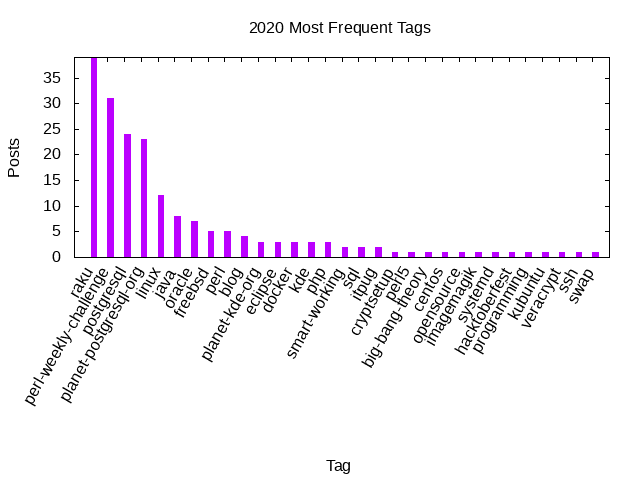 2020 Most Frequent Tags
Posts
35
30
25
20
15
10
5
0
raku
perl-weekly-challenge
postgresql
planet-postgresql-org
linux
java
oracle
freebsd
perl
blog
planet-kde-org
eclipse
docker
kde
php
smart-working
sql
itpug
cryptsetup
perl5
big-bang-theory
centos
opensource
imagemagik
systemd
hacktoberfest
programming
kubuntu
veracrypt
ssh
swap
Tag